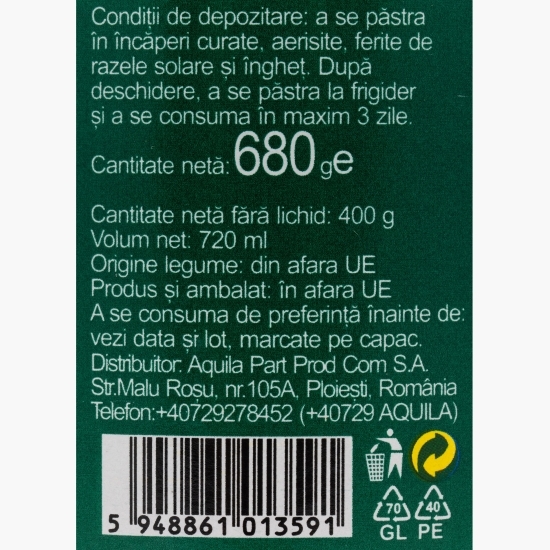 Condiții de depozitare: a se păstra
în încăperi curate, aerisite, ferite de
razele solare și îngheț. După
deschidere, a se păstra la frigider
și a se consuma în maxim 3 zile.
Cantitate netă: 680 g e
Cantitate netă fără lichid: 400 g
Volum net: 720 ml
Origine legume: din afara UE
Produs și ambalat: în afara UE
A se consuma de preferință înainte de:
vezi data și lot, marcate pe capac.
Distribuitor: Aquila Part Prod Com S.A.
Str.Malu Roșu, nr.105A, Ploiești, România
Telefon:+40729278452 (+40729 AQUILA)
5 948861 013591
70 40
GL PE